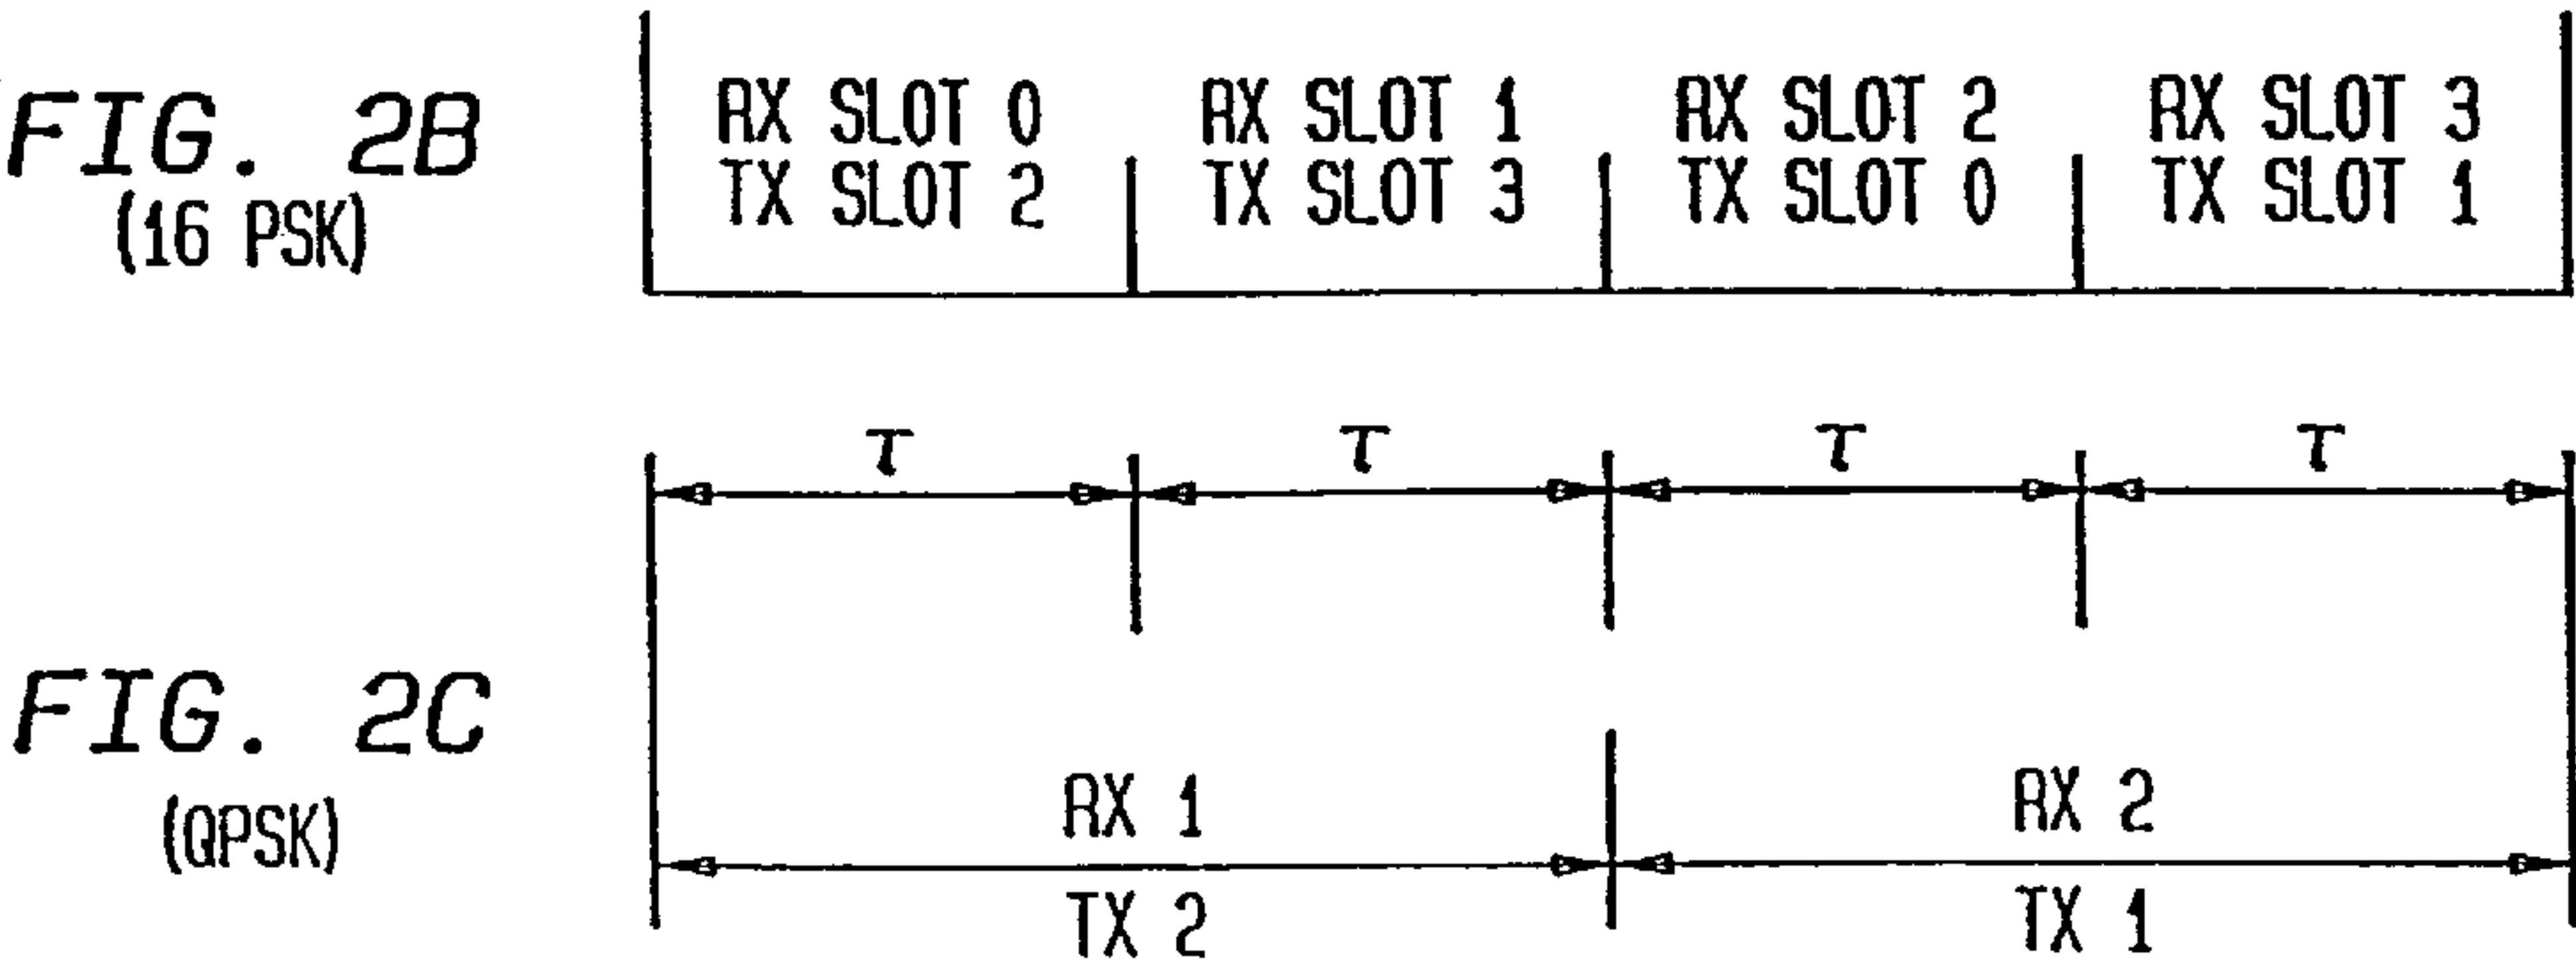 FIG. 2B
(16 PSK)
RX SLOT 0 RX SLOT 1 RX SLOT 2 RX SLOT 3
TX SLOT 2 TX SLOT 3 TX SLOT 0 TX SLOT 1
τ τ τ τ
FIG. 2C
(QPSK)
RX 1 RX 2
TX 2 TX 1